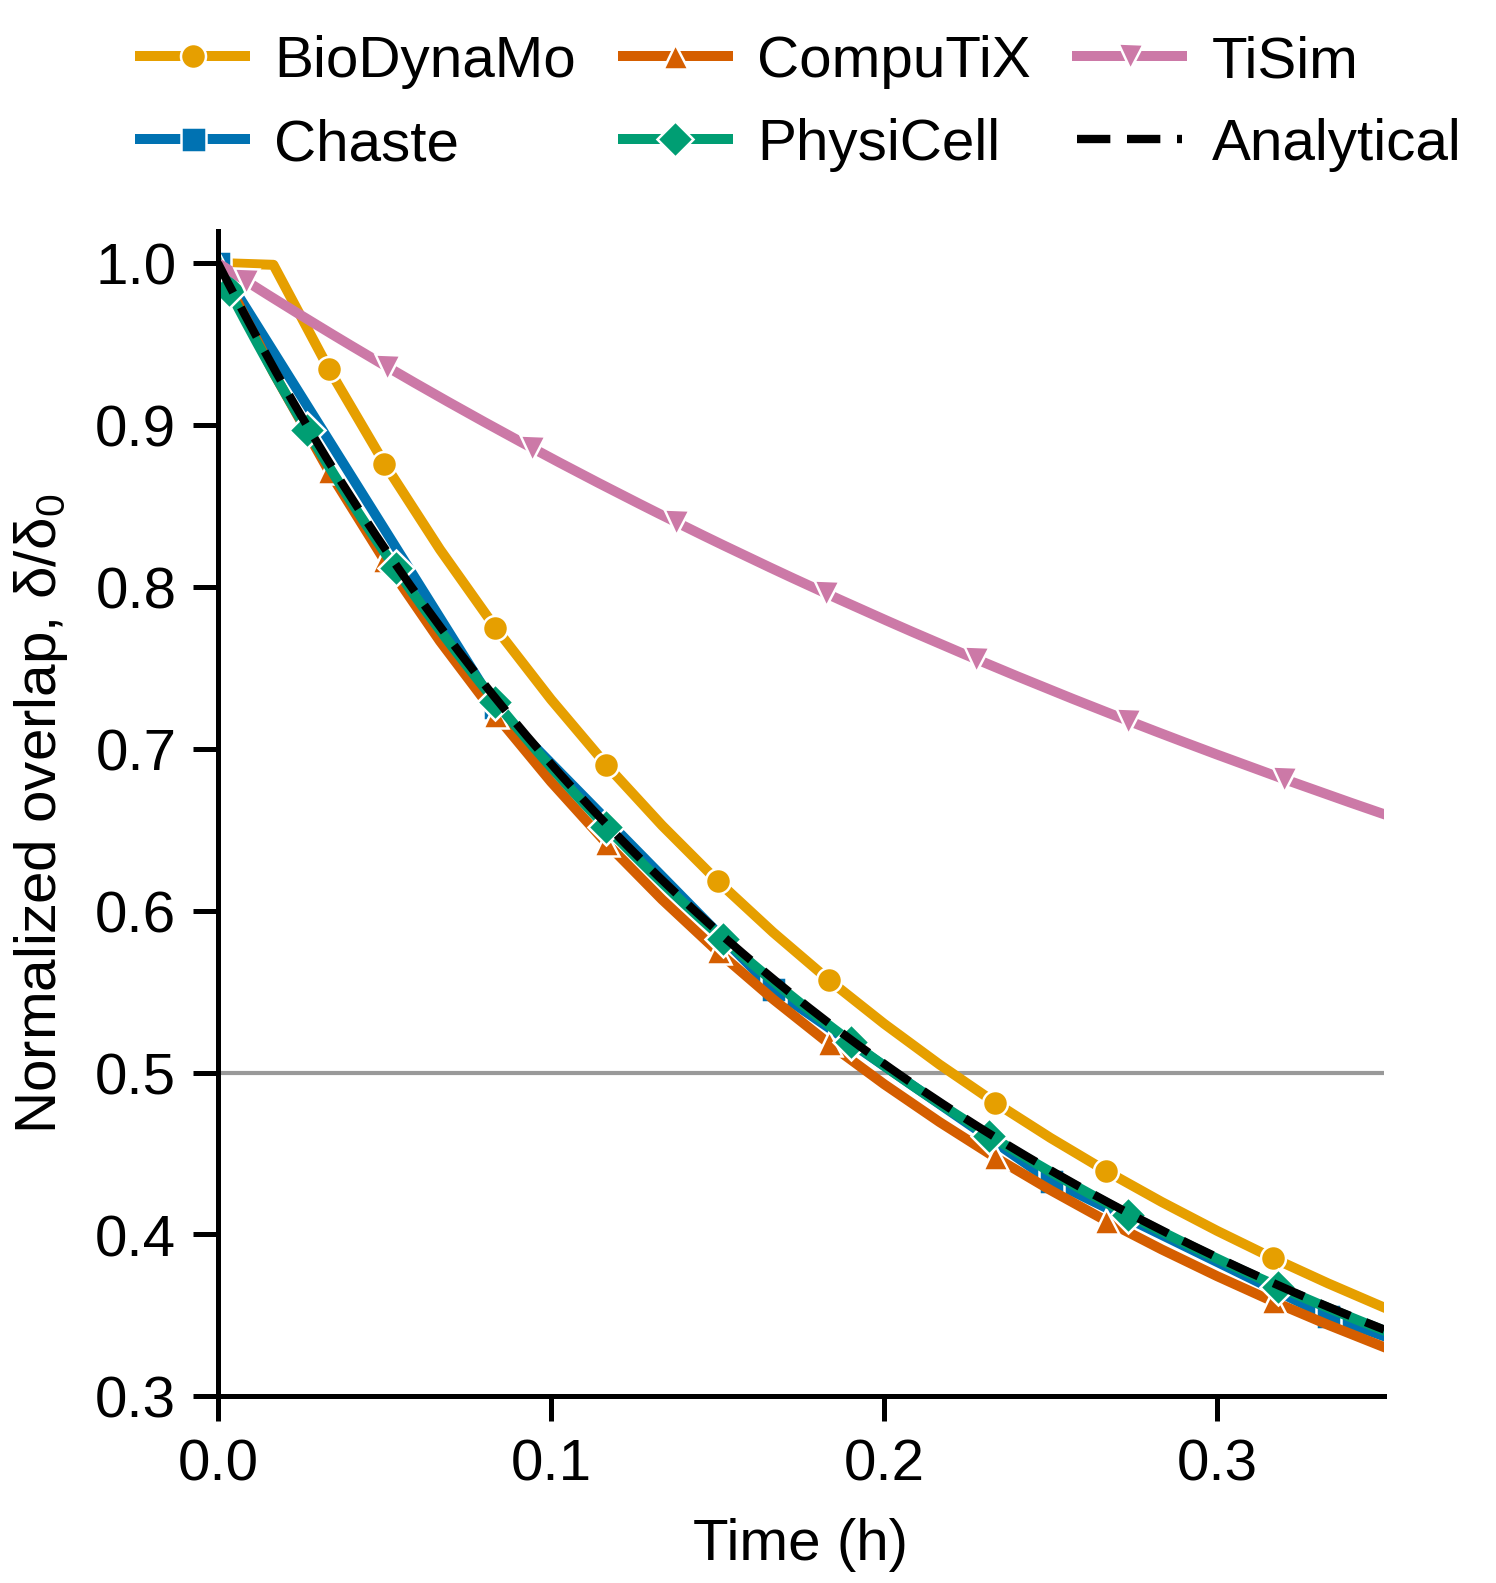 BioDynaMo CompuTiX TiSim
Chaste PhysiCell Analytical
1.0
0.9
0.8
0.7
0.6
0.5
0.4
0.3
Normalized overlap, δ/δ₀
0.0 0.1 0.2 0.3
Time (h)